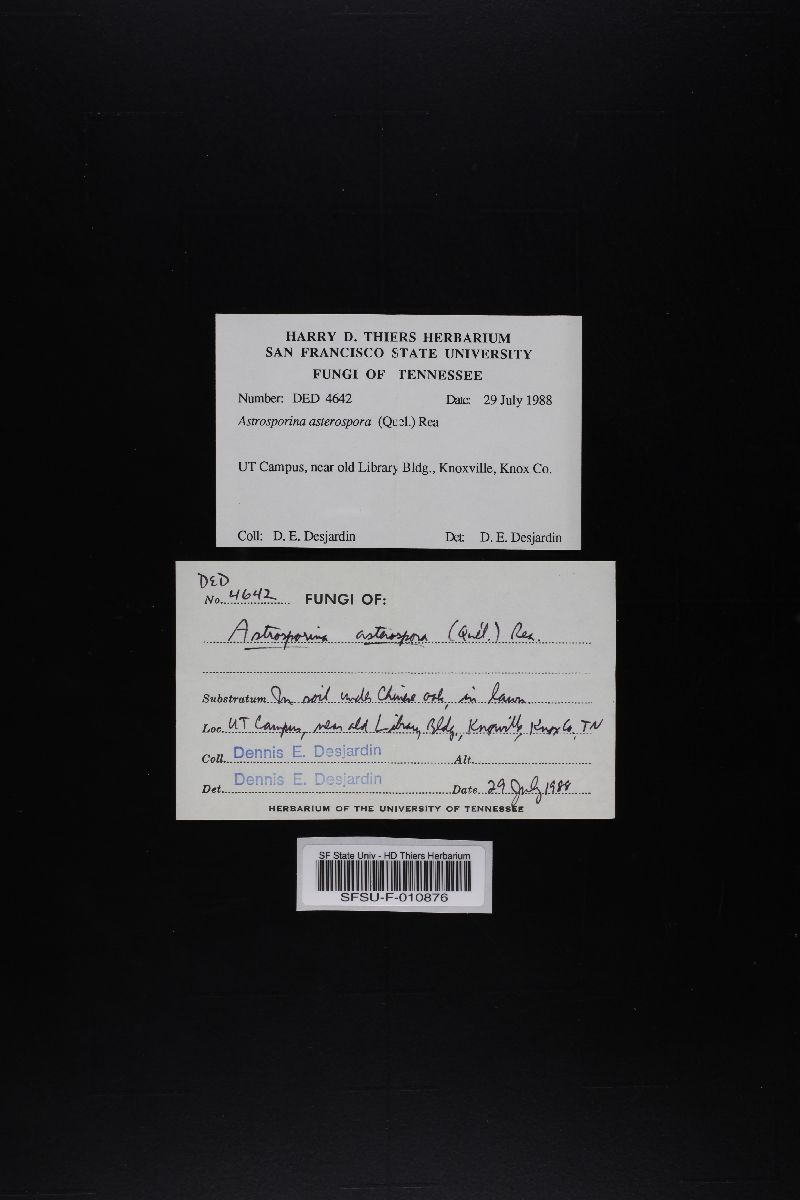 HARRY D. THIERS HERBARIUM
SAN FRANCISCO STATE UNIVERSITY
FUNGI OF TENNESSEE
Number: DED 4642 Date: 29 July 1988
Astrosporina asterospora (Quel.) Rea
UT Campus, near old Library Bldg., Knoxville, Knox Co.
Coll: D. E. Desjardin Det: D. E. Desjardin
DED
No. 4642 FUNGI OF:
Astrosporina asterospora (Quél.) Rea.
Substratum In soil under Chinese oak, in lawn
Loc. UT Campus, near old Library Bldg., Knoxville, Knox Co, TN
Coll. Dennis E. Desjardin Alt.
Det. Dennis E. Desjardin Date 29 July 1988
HERBARIUM OF THE UNIVERSITY OF TENNESSEE
SF State Univ - HD Thiers Herbarium
SFSU-F-010876